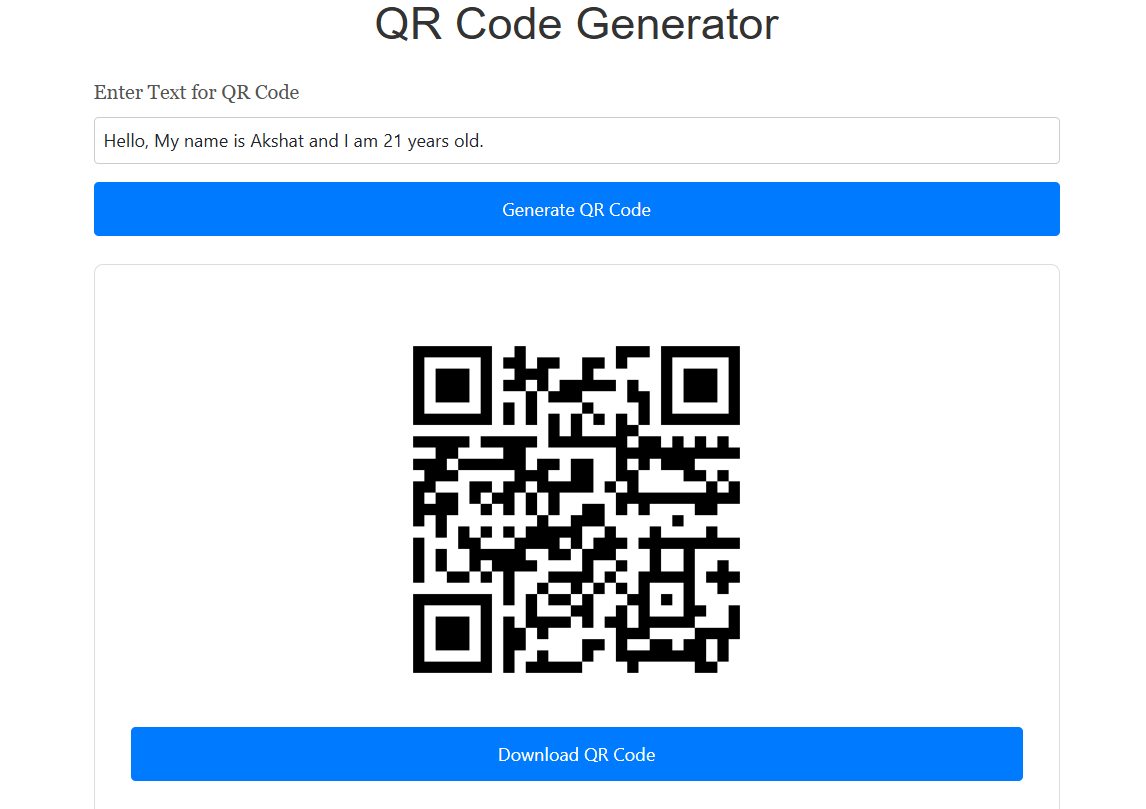 QR Code Generator
Enter Text for QR Code
Hello, My name is Akshat and I am 21 years old.
Generate QR Code
Download QR Code